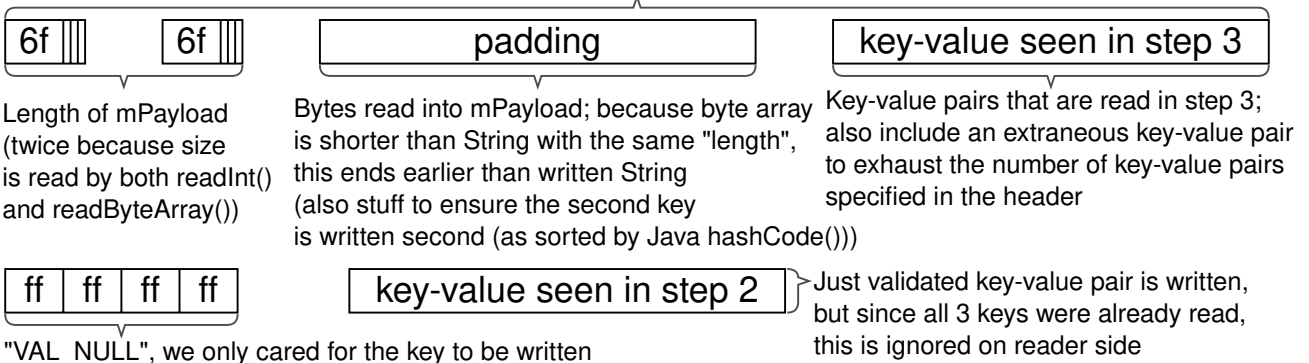 6f 6f padding key-value seen in step 3
Length of mPayload
(twice because size
is read by both readInt()
and readByteArray())
Bytes read into mPayload; because byte array
is shorter than String with the same "length",
this ends earlier than written String
(also stuff to ensure the second key
is written second (as sorted by Java hashCode()))
Key-value pairs that are read in step 3;
also include an extraneous key-value pair
to exhaust the number of key-value pairs
specified in the header
ff ff ff ff key-value seen in step 2
"VAL_NULL", we only cared for the key to be written
Just validated key-value pair is written,
but since all 3 keys were already read,
this is ignored on reader side